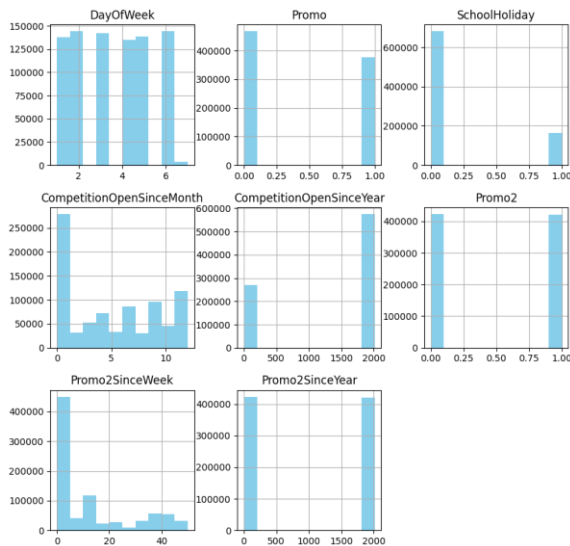 DayOfWeek
150000
125000
100000
75000
50000
25000
0
2 4 6
Promo
400000
300000
200000
100000
0
0.00 0.25 0.50 0.75 1.00
SchoolHoliday
600000
400000
200000
0
0.00 0.25 0.50 0.75 1.00
CompetitionOpenSinceMonth
250000
200000
150000
100000
50000
0
0 5 10
CompetitionOpenSinceYear
600000
500000
400000
300000
200000
100000
0
0 500 1000 1500 2000
Promo2
400000
300000
200000
100000
0
0.00 0.25 0.50 0.75 1.00
Promo2SinceWeek
400000
300000
200000
100000
0
0 20 40
Promo2SinceYear
400000
300000
200000
100000
0
0 500 1000 1500 2000